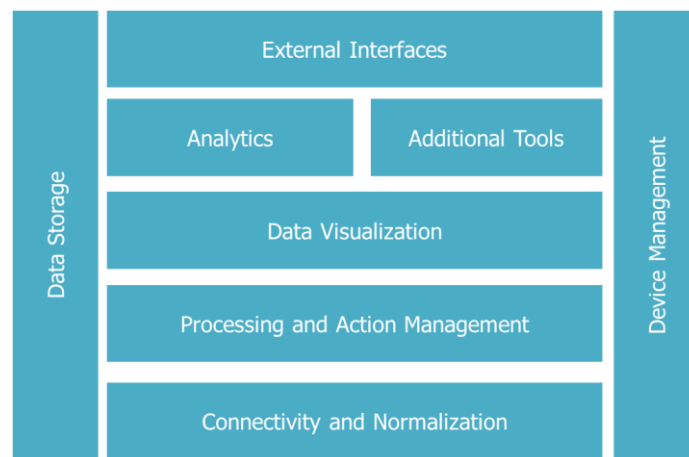 Data Storage
External Interfaces
Analytics
Additional Tools
Data Visualization
Processing and Action Management
Connectivity and Normalization
Device Management